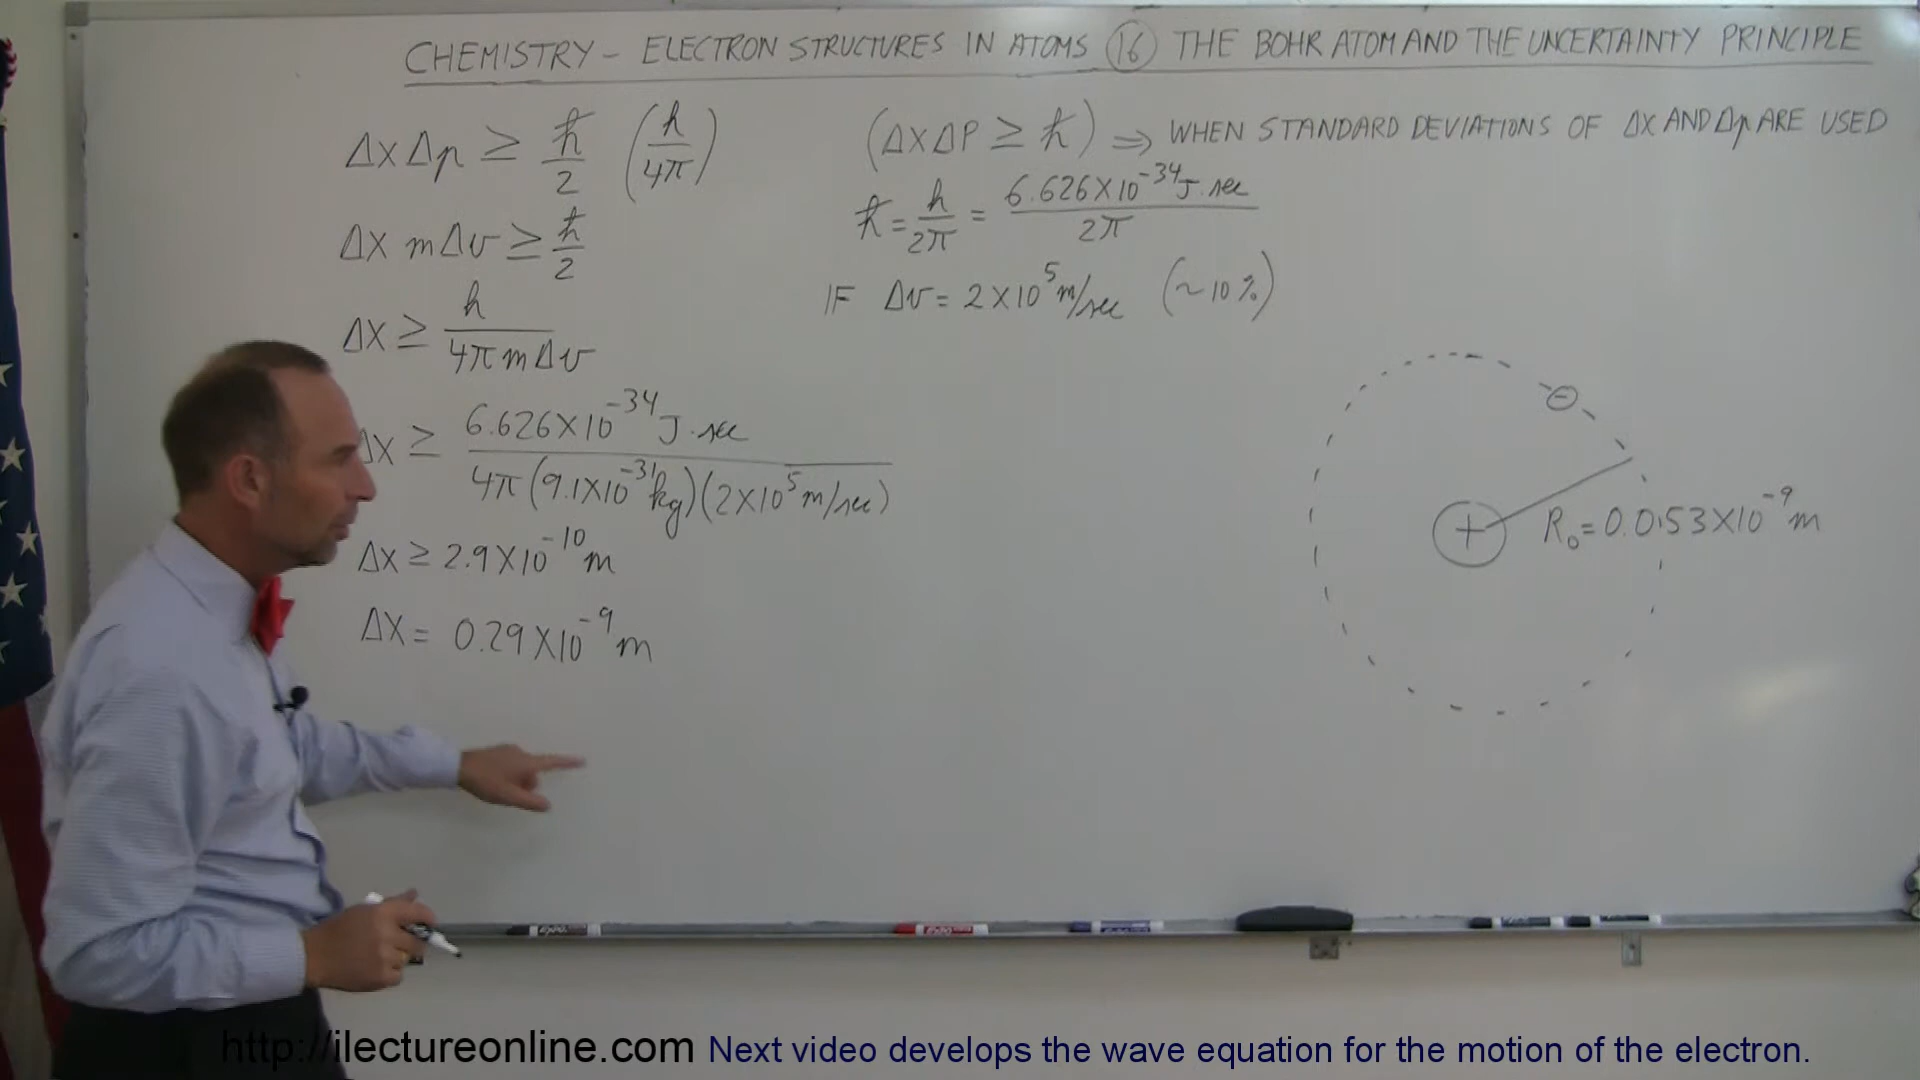 CHEMISTRY – ELECTRON STRUCTURES IN ATOMS (16) THE BOHR ATOM AND THE UNCERTAINTY PRINCIPLE
ΔxΔp ≥ ħ/2 (h/4π)
Δx mΔv ≥ ħ/2
Δx ≥ h/4πmΔv
Δx ≥ 6.626×10⁻³⁴ J·sec / 4π(9.1×10⁻³¹kg)(2×10⁵m/sec)
Δx ≥ 2.9×10⁻¹⁰ m
Δx = 0.29×10⁻⁹ m
(ΔxΔP ≥ ħ) ⇒ WHEN STANDARD DEVIATIONS OF Δx AND Δp ARE USED
ħ = h/2π = 6.626×10⁻³⁴ J·sec / 2π
IF Δv = 2×10⁵ m/sec (~10%)
⊖
+
R₀ = 0.053×10⁻⁹ m
EXPO
EXPO
http://ilectureonline.com Next video develops the wave equation for the motion of the electron.